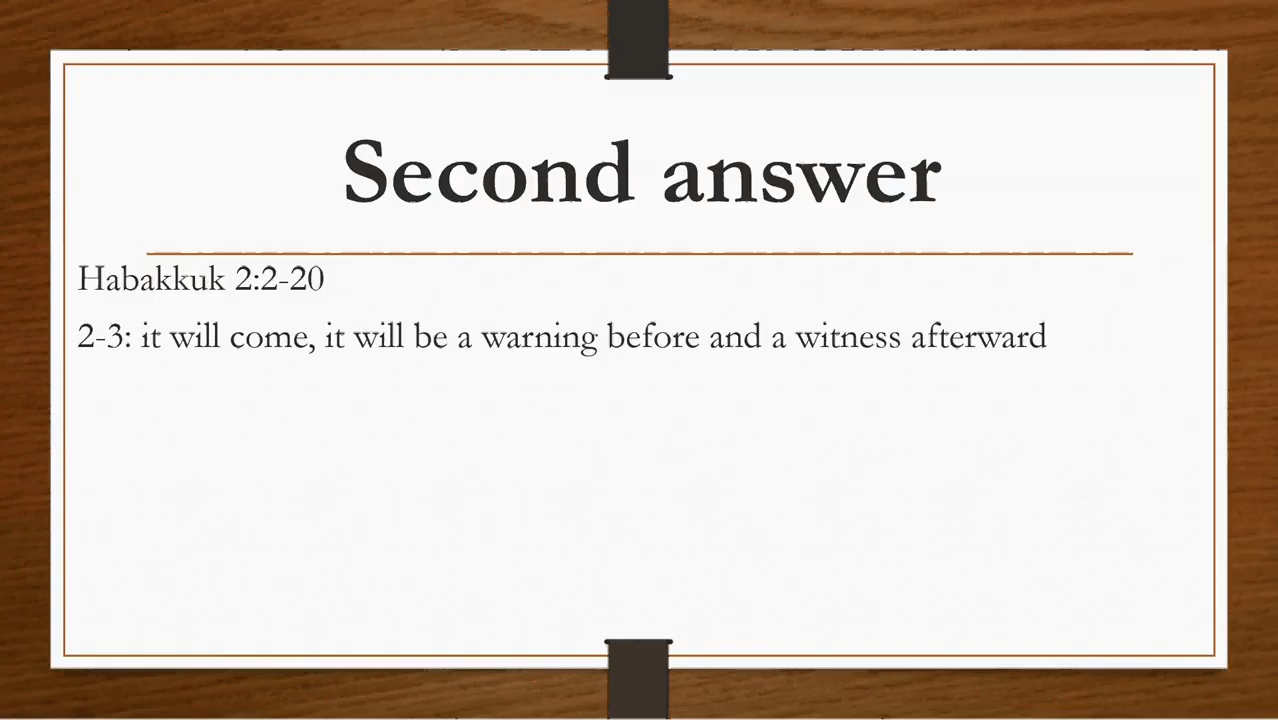 Second answer
Habakkuk 2:2-20
2-3: it will come, it will be a warning before and a witness afterward